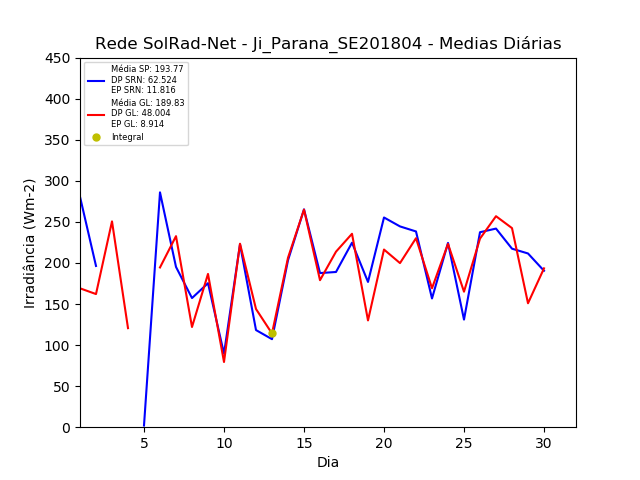 Rede SolRad-Net - Ji_Parana_SE201804 - Medias Diárias
450
400
350
300
250
200
150
100
50
0
Irradiância (Wm-2)
Média SP: 193.77
DP SRN: 62.524
EP SRN: 11.816
Média GL: 189.83
DP GL: 48.004
EP GL: 8.914
Integral
5
10
15
20
25
30
Dia